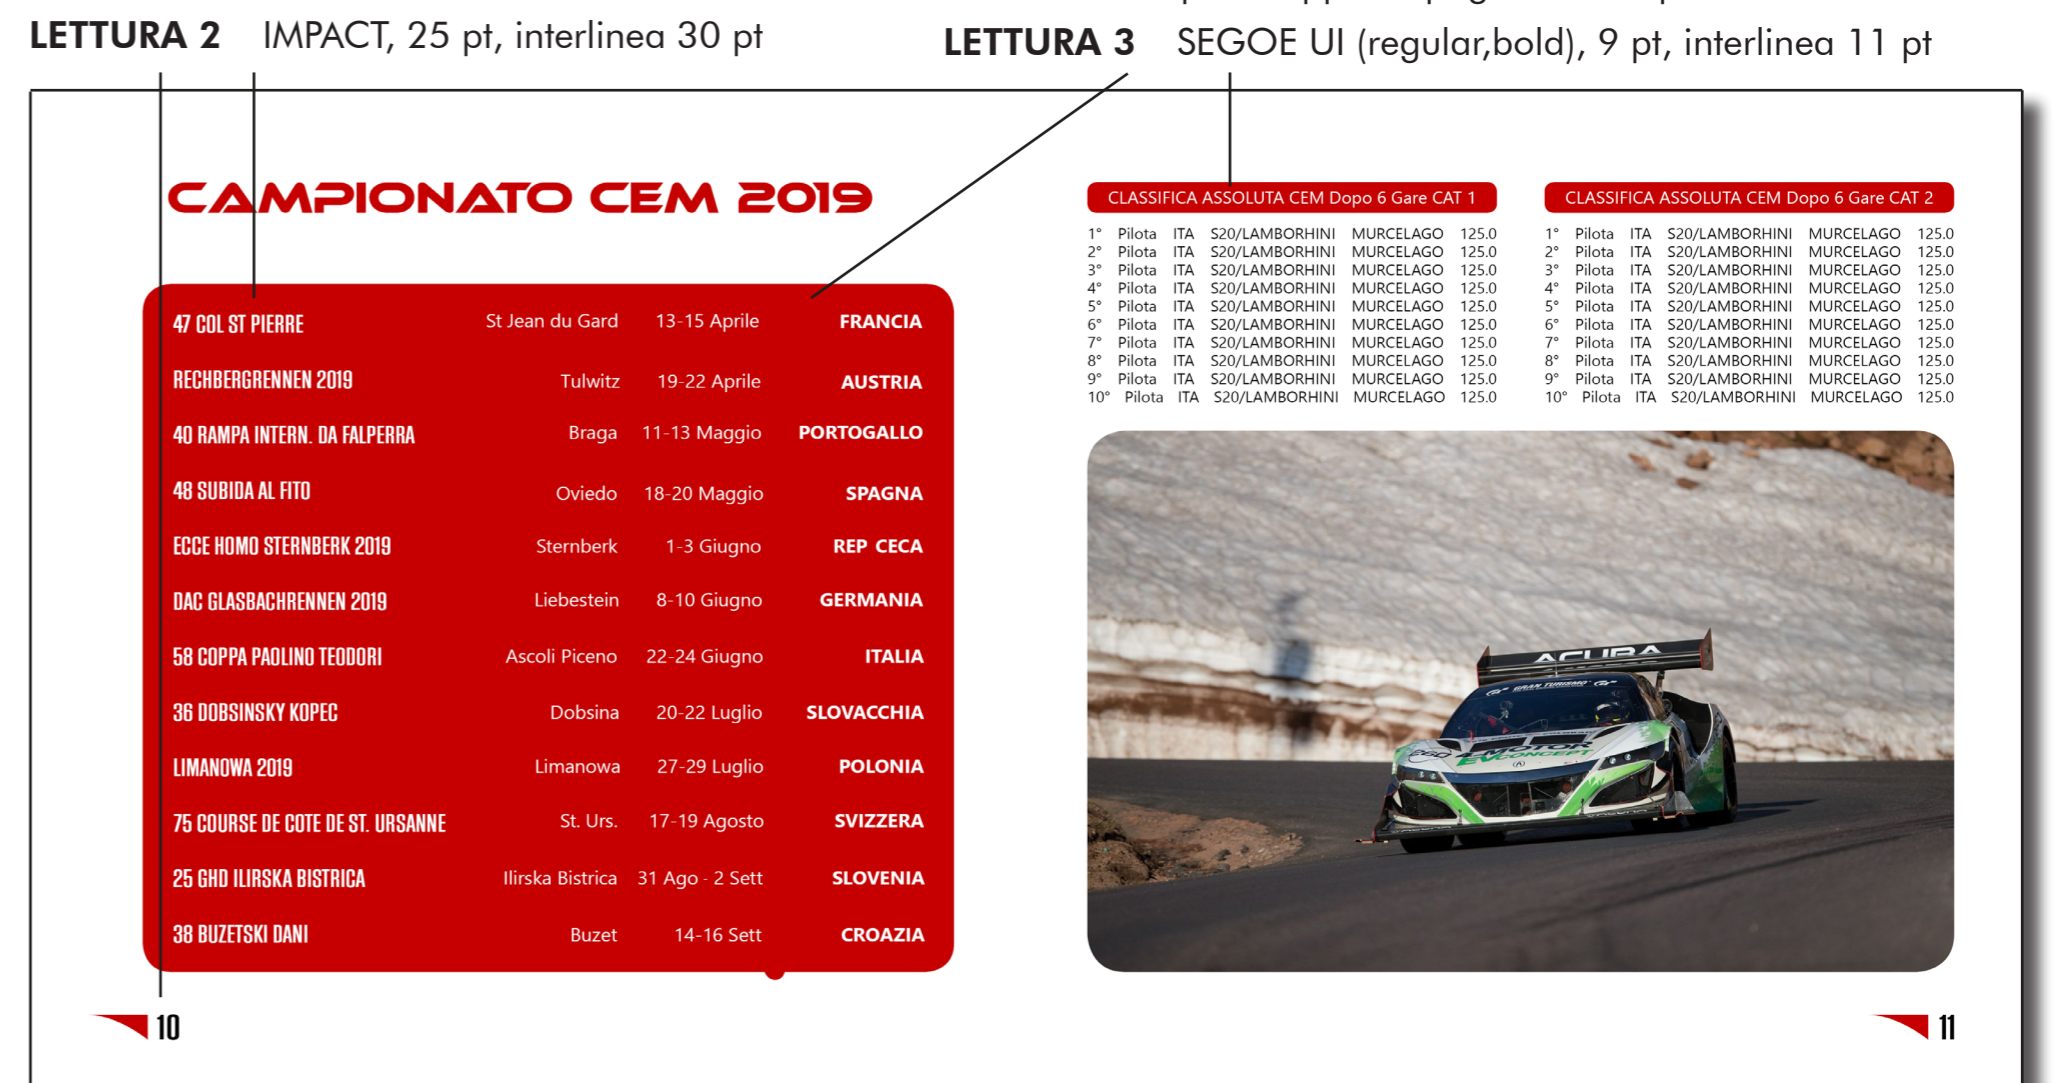 LETTURA 2 IMPACT, 25 pt, interlinea 30 pt
LETTURA 3 SEGOE UI (regular,bold), 9 pt, interlinea 11 pt
CAMPIONATO CEM 2019
47 COL ST PIERRE St Jean du Gard 13-15 Aprile FRANCIA
RECHBERGRENNEN 2019 Tulwitz 19-22 Aprile AUSTRIA
40 RAMPA INTERN. DA FALPERRA Braga 11-13 Maggio PORTOGALLO
48 SUBIDA AL FITO Oviedo 18-20 Maggio SPAGNA
ECCE HOMO STERNBERK 2019 Sternberk 1-3 Giugno REP CECA
DAC GLASBACHRENNEN 2019 Liebestein 8-10 Giugno GERMANIA
58 COPPA PAOLINO TEODORI Ascoli Piceno 22-24 Giugno ITALIA
36 DOBSINSKY KOPEC Dobsina 20-22 Luglio SLOVACCHIA
LIMANOWA 2019 Limanowa 27-29 Luglio POLONIA
75 COURSE DE COTE DE ST. URSANNE St. Urs. 17-19 Agosto SVIZZERA
25 GHD ILIRSKA BISTRICA Ilirska Bistrica 31 Ago - 2 Sett SLOVENIA
38 BUZETSKI DANI Buzet 14-16 Sett CROAZIA
10
CLASSIFICA ASSOLUTA CEM Dopo 6 Gare CAT 1
1° Pilota ITA S20/LAMBORHINI MURCELAGO 125.0
2° Pilota ITA S20/LAMBORHINI MURCELAGO 125.0
3° Pilota ITA S20/LAMBORHINI MURCELAGO 125.0
4° Pilota ITA S20/LAMBORHINI MURCELAGO 125.0
5° Pilota ITA S20/LAMBORHINI MURCELAGO 125.0
6° Pilota ITA S20/LAMBORHINI MURCELAGO 125.0
7° Pilota ITA S20/LAMBORHINI MURCELAGO 125.0
8° Pilota ITA S20/LAMBORHINI MURCELAGO 125.0
9° Pilota ITA S20/LAMBORHINI MURCELAGO 125.0
10° Pilota ITA S20/LAMBORHINI MURCELAGO 125.0
CLASSIFICA ASSOLUTA CEM Dopo 6 Gare CAT 2
1° Pilota ITA S20/LAMBORHINI MURCELAGO 125.0
2° Pilota ITA S20/LAMBORHINI MURCELAGO 125.0
3° Pilota ITA S20/LAMBORHINI MURCELAGO 125.0
4° Pilota ITA S20/LAMBORHINI MURCELAGO 125.0
5° Pilota ITA S20/LAMBORHINI MURCELAGO 125.0
6° Pilota ITA S20/LAMBORHINI MURCELAGO 125.0
7° Pilota ITA S20/LAMBORHINI MURCELAGO 125.0
8° Pilota ITA S20/LAMBORHINI MURCELAGO 125.0
9° Pilota ITA S20/LAMBORHINI MURCELAGO 125.0
10° Pilota ITA S20/LAMBORHINI MURCELAGO 125.0
ACURA
GRAN TURISMO
EV CONCEPT
11